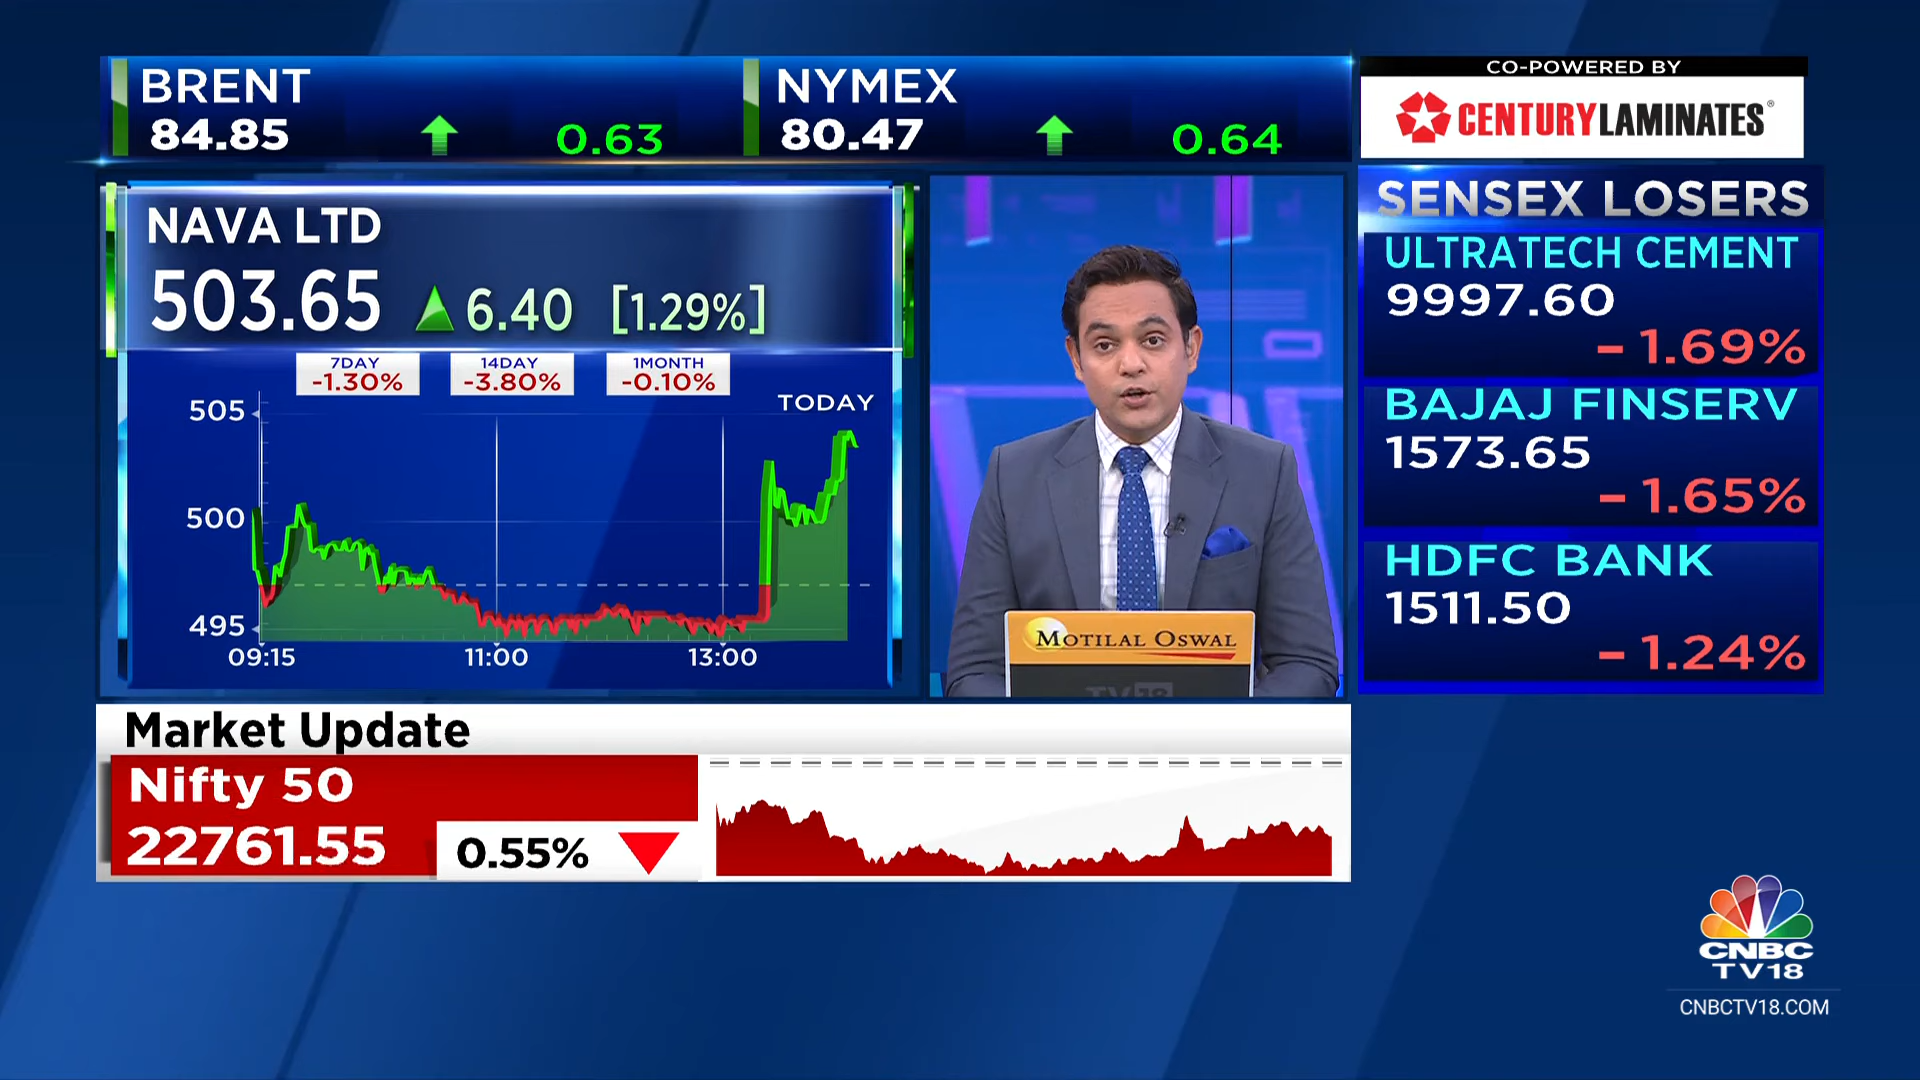 BRENT
84.85 0.63
NYMEX
80.47 0.64
CO-POWERED BY
CENTURYLAMINATES®
NAVA LTD
503.65 6.40 [1.29%]
7DAY
-1.30%
14DAY
-3.80%
1MONTH
-0.10%
TODAY
505
500
495
09:15 11:00 13:00
MOTILAL OSWAL
TV18
SENSEX LOSERS
ULTRATECH CEMENT
9997.60
- 1.69%
BAJAJ FINSERV
1573.65
- 1.65%
HDFC BANK
1511.50
- 1.24%
Market Update
Nifty 50
22761.55 0.55%
CNBC
TV18
CNBCTV18.COM